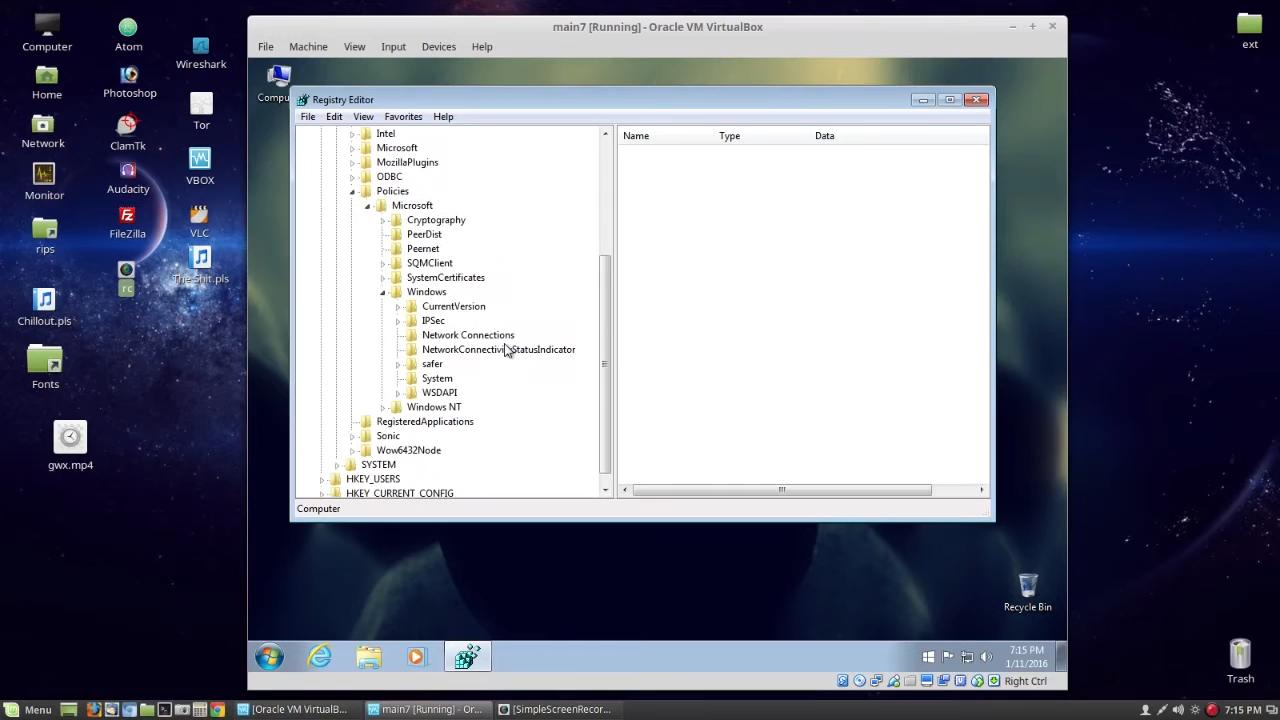 main7 [Running] - Oracle VM VirtualBox
File Machine View Input Devices Help
Computer
Home
Network
Monitor
rips
Chillout.pls
Fonts
gwx.mp4
Atom
Photoshop
ClamTk
Audacity
FileZilla
rc
Wireshark
Tor
VBOX
VLC
The Shit.pls
ext
Trash
Registry Editor
File Edit View Favorites Help
Intel
Microsoft
MozillaPlugins
ODBC
Policies
Microsoft
Cryptography
PeerDist
Peernet
SQMClient
SystemCertificates
Windows
CurrentVersion
IPSec
Network Connections
NetworkConnectivityStatusIndicator
safer
System
WSDAPI
Windows NT
RegisteredApplications
Sonic
Wow6432Node
SYSTEM
HKEY_USERS
HKEY_CURRENT_CONFIG
Name Type Data
Computer
Recycle Bin
7:15 PM
1/11/2016
Right Ctrl
Menu
[Oracle VM VirtualB...
main7 [Running] - Or...
[SimpleScreenRecor...
7:15 PM